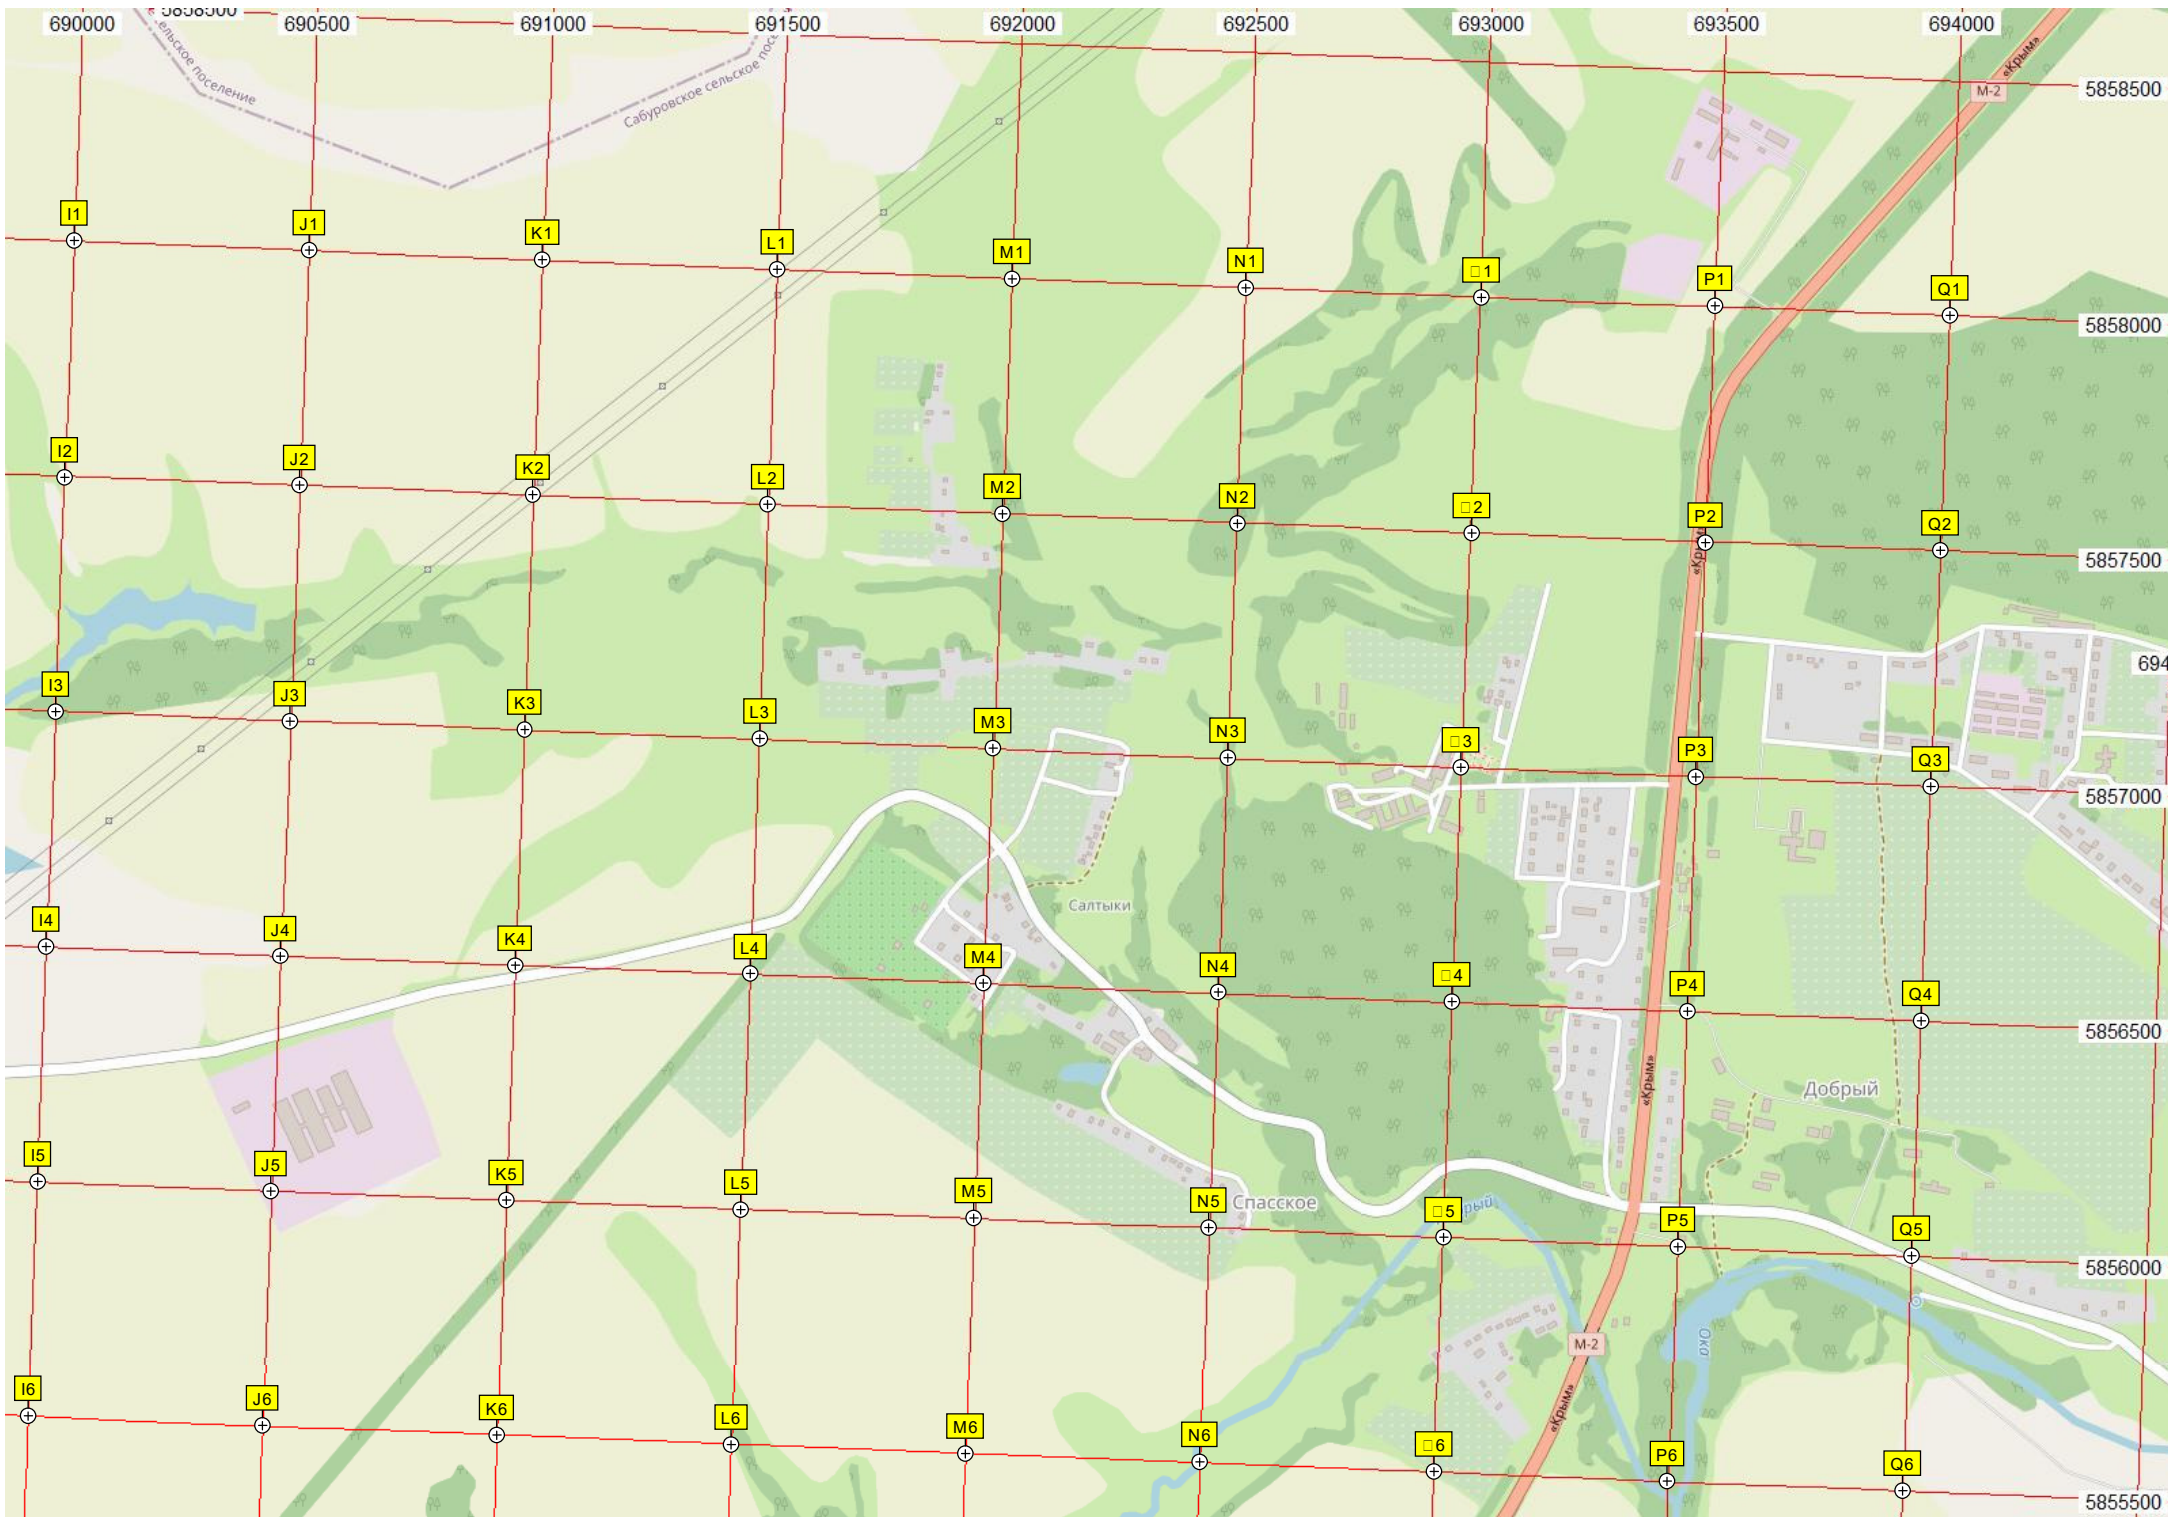 5858500
690000 690500 691000 691500 692000 692500 693000 693500 694000
«Крым»
М-2
5858500
сельское поселение
Сабуровское сельское
I1 J1 K1 L1 M1 N1 □1 P1 Q1
5858000
I2 J2 K2 L2 M2 N2 □2 P2 Q2
«Крым»
5857500
694
I3 J3 K3 L3 M3 N3 □3 P3 Q3
5857000
Салтыки
I4 J4 K4 L4 M4 N4 □4 P4 Q4
5856500
«Крым»
Добрый
I5 J5 K5 L5 M5 N5 □5 P5 Q5
Спасское
рый
5856000
М-2
Ока
«Крым»
I6 J6 K6 L6 M6 N6 □6 P6 Q6
5855500